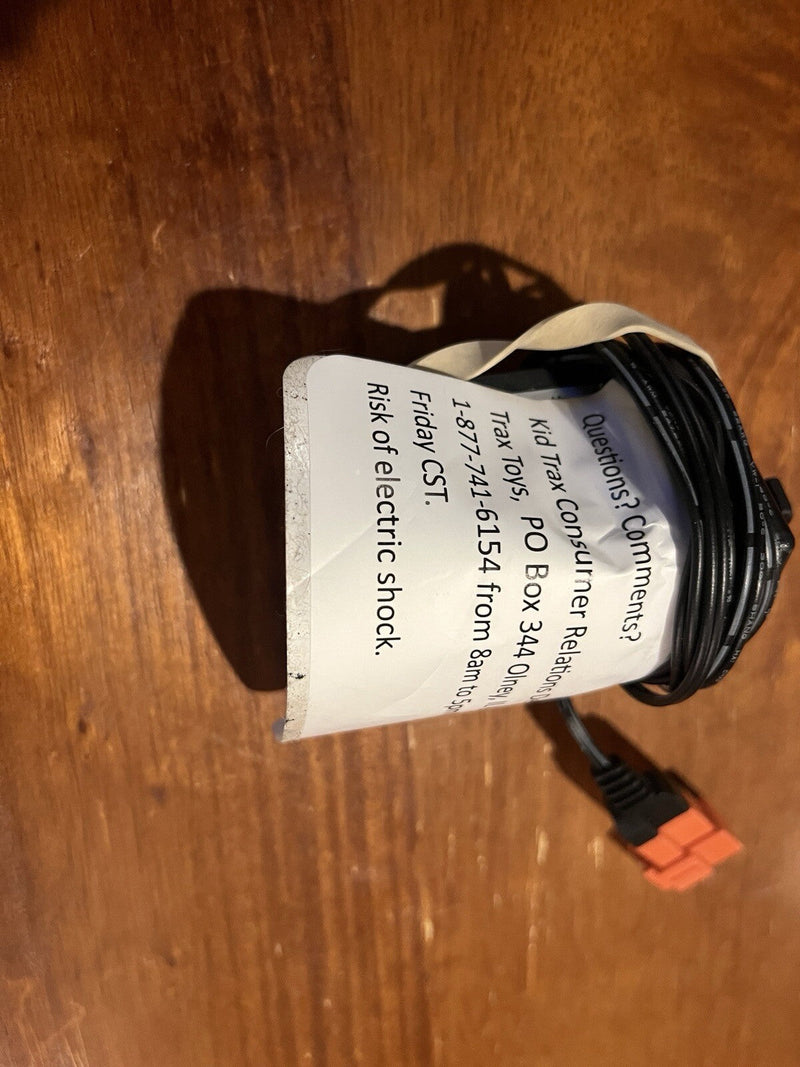 Questions? Comments?
Kid Trax Consumer Relations
Trax Toys, PO Box 344 Olney,
1-877-741-6154 from 8am to
Friday CST.
Risk of electric shock.